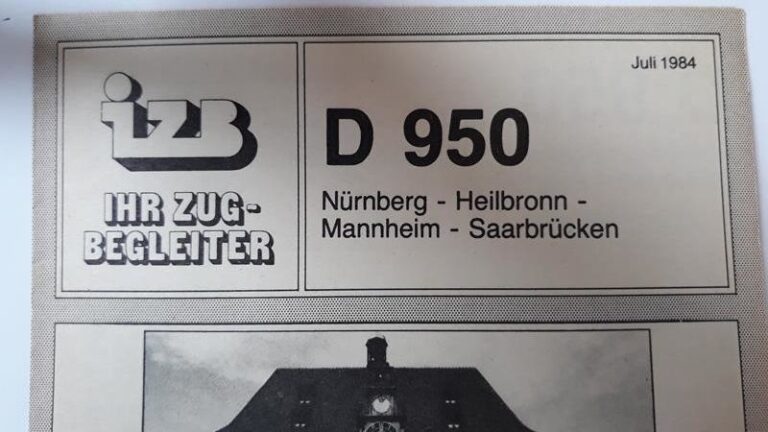 izb
IHR ZUG-
BEGLEITER
Juli 1984
D 950
Nürnberg - Heilbronn -
Mannheim - Saarbrücken